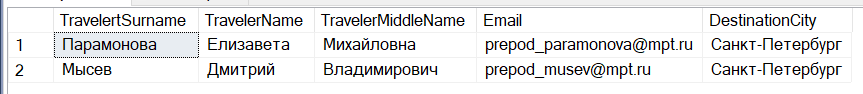 TravelertSurname TravelerName TravelerMiddleName Email DestinationCity
1 Парамонова Елизавета Михайловна prepod_paramonova@mpt.ru Санкт-Петербург
2 Мысев Дмитрий Владимирович prepod_musev@mpt.ru Санкт-Петербург